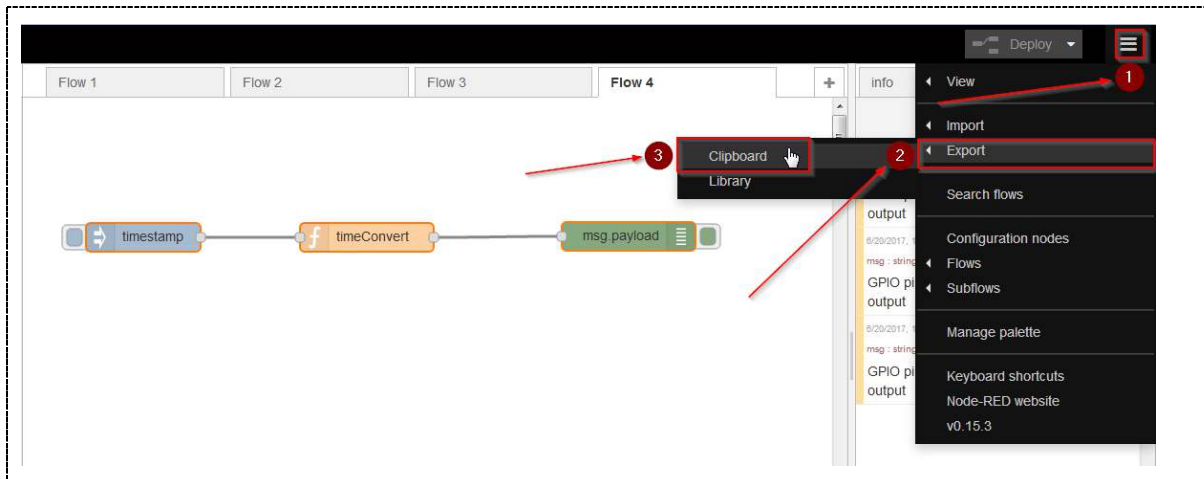 Deploy
Flow 1
Flow 2
Flow 3
Flow 4
+
info
View
1
Import
3
Clipboard
2
Export
Library
Search flows
output
timestamp
f
timeConvert
msg.payload
6/20/2017, 1
Configuration nodes
msg : string
Flows
GPIO pi
Subflows
output
6/20/2017, 1
Manage palette
msg : string
GPIO pi
Keyboard shortcuts
output
Node-RED website
v0.15.3